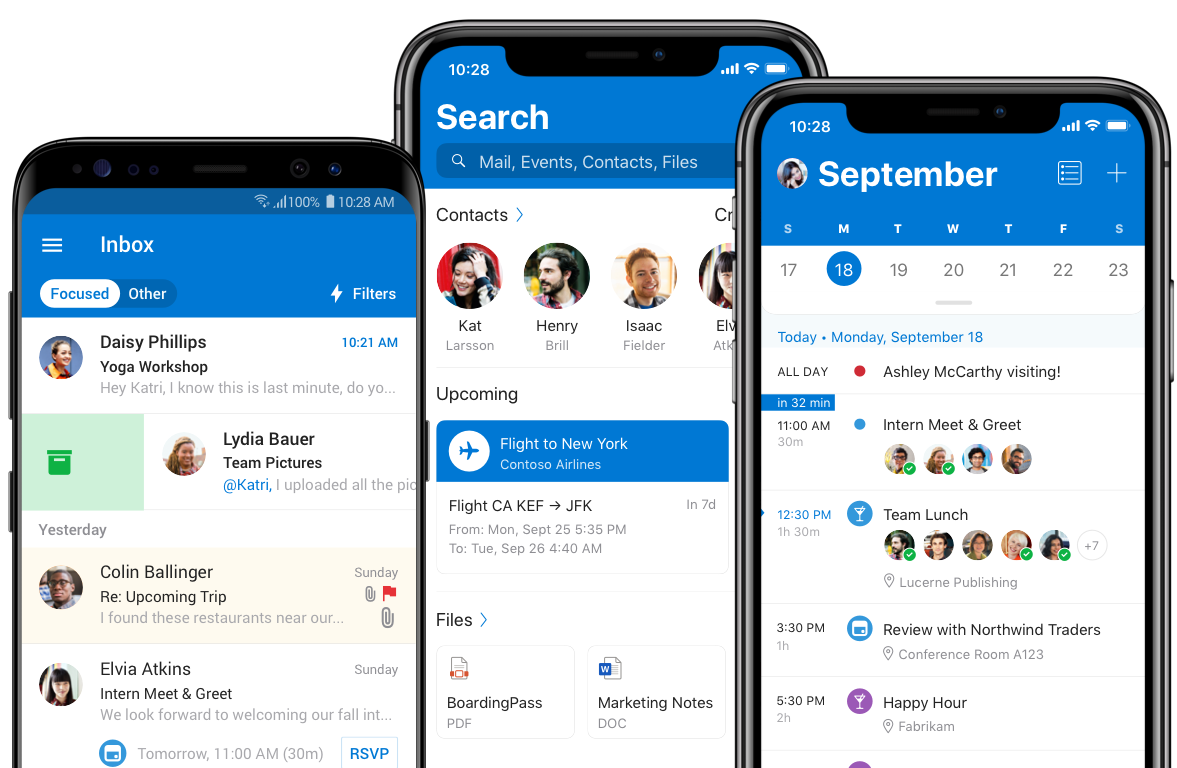 100% 10:28 AM
Inbox
Focused Other Filters
Daisy Phillips 10:21 AM
Yoga Workshop
Hey Katri, I know this is last minute, do yo...
Lydia Bauer
Team Pictures
@Katri, I uploaded all the pic
Yesterday
Colin Ballinger Sunday
Re: Upcoming Trip
I found these restaurants near our...
Elvia Atkins Sunday
Intern Meet & Greet
We look forward to welcoming our fall int...
Tomorrow, 11:00 AM (30m) RSVP
10:28
Search
Mail, Events, Contacts, Files
Contacts Cr
Kat Henry Isaac Elv
Larsson Brill Fielder Atk
Upcoming
Flight to New York
Contoso Airlines
Flight CA KEF → JFK In 7d
From: Mon, Sept 25 5:35 PM
To: Tue, Sep 26 4:40 AM
Files
W
BoardingPass Marketing Notes
PDF DOC
10:28
September
S M T W T F S
17 18 19 20 21 22 23
Today • Monday, September 18
ALL DAY Ashley McCarthy visiting!
in 32 min
11:00 AM Intern Meet & Greet
30m
12:30 PM Team Lunch
1h 30m
+7
Lucerne Publishing
3:30 PM Review with Northwind Traders
1h Conference Room A123
5:30 PM Happy Hour
2h Fabrikam